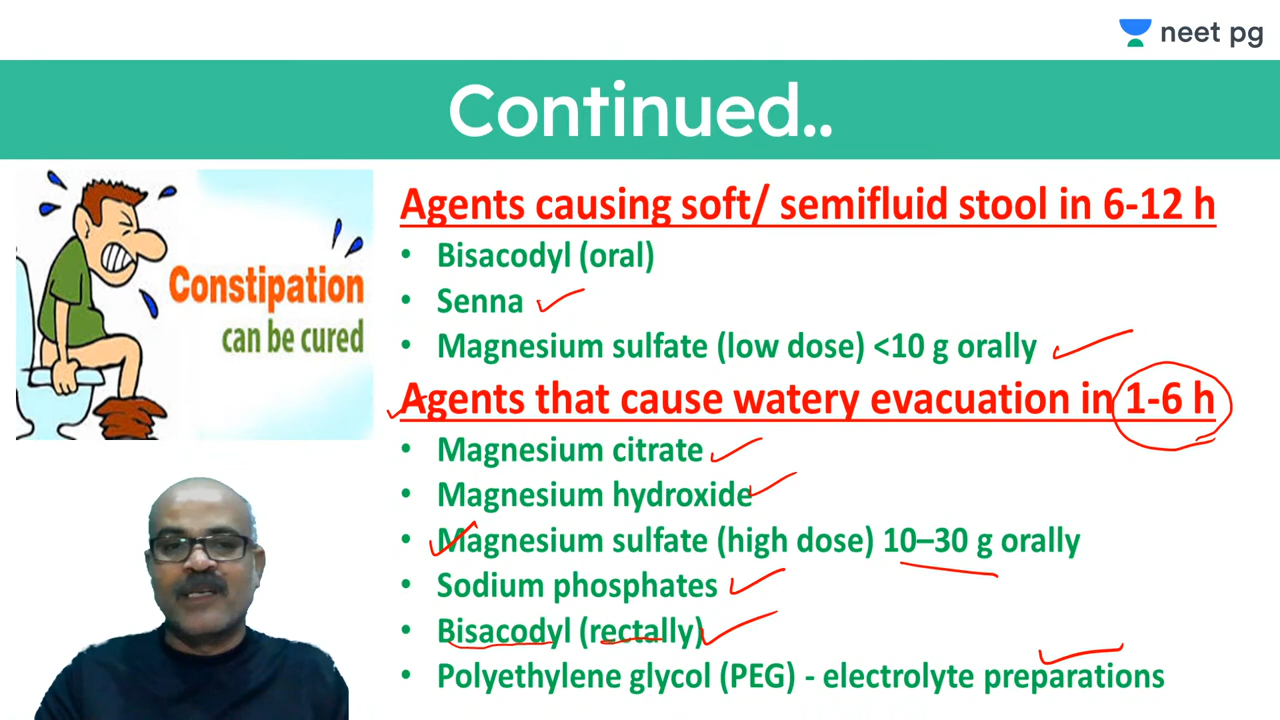 neet pg
Continued..
Constipation
can be cured
Agents causing soft/ semifluid stool in 6-12 h
• Bisacodyl (oral)
• Senna
• Magnesium sulfate (low dose) <10 g orally
Agents that cause watery evacuation in 1-6 h
• Magnesium citrate
• Magnesium hydroxide
• Magnesium sulfate (high dose) 10–30 g orally
• Sodium phosphates
• Bisacodyl (rectally)
• Polyethylene glycol (PEG) - electrolyte preparations